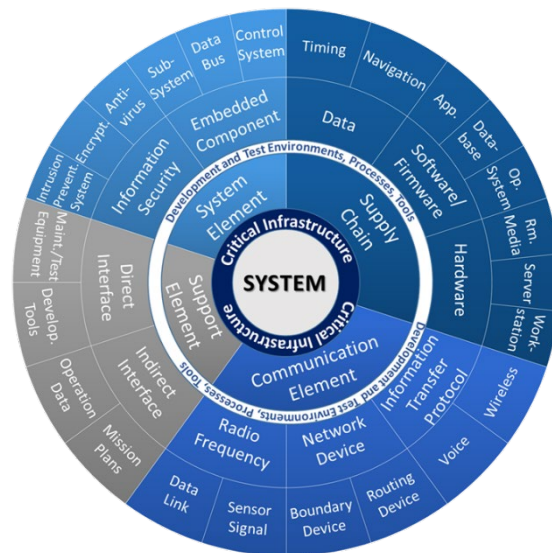 SYSTEM
Critical Infrastructure
Critical Infrastructure
Development and Test Environments, Processes, Tools
Development and Test Environments, Processes, Tools
System Element
Embedded Component
Control System
Data Bus
Sub-System
Information Security
Anti-virus
Encrypt.
Intrusion Prevent. System
Supply Chain
Data
Timing
Navigation
Software/Firmware
App.
Data-base
Op. System
Hardware
Rm. Media
Server
Work-station
Communication Element
Information Transfer Protocol
Wireless
Voice
Network Device
Routing Device
Boundary Device
Radio Frequency
Sensor Signal
Data Link
Support Element
Indirect Interface
Mission Plans
Operation Data
Direct Interface
Develop. Tools
Maint./Test Equipment